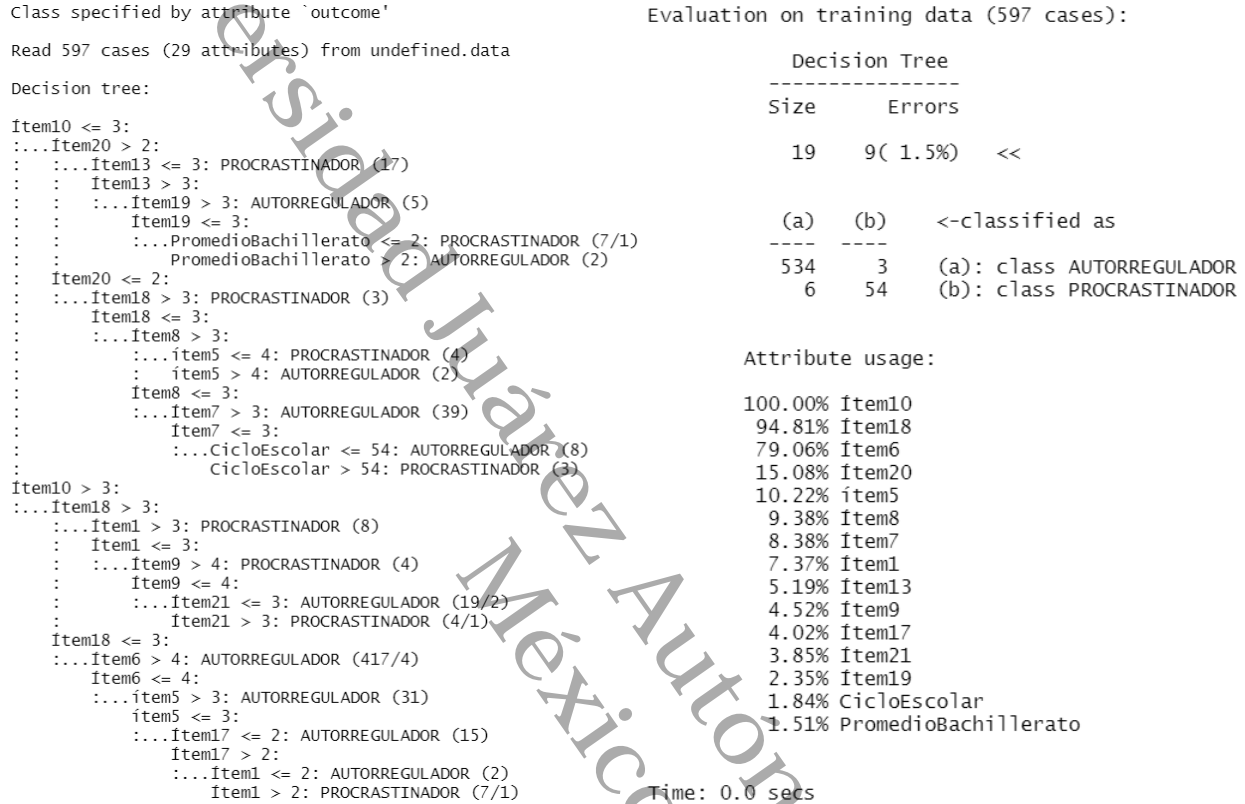 Class specified by attribute `outcome'
Read 597 cases (29 attributes) from undefined.data
Decision tree:
Ítem10 <= 3:
:...Ítem20 > 2:
:   :...Ítem13 <= 3: PROCRASTINADOR (17)
:   :   Ítem13 > 3:
:   :   :...Ítem19 > 3: AUTORREGULADOR (5)
:   :       Ítem19 <= 3:
:   :       :...PromedioBachillerato <= 2: PROCRASTINADOR (7/1)
:   :           PromedioBachillerato > 2: AUTORREGULADOR (2)
:   Ítem20 <= 2:
:   :...Ítem18 > 3: PROCRASTINADOR (3)
:       Ítem18 <= 3:
:       :...Ítem8 > 3:
:           :...ítem5 <= 4: PROCRASTINADOR (4)
:           :   ítem5 > 4: AUTORREGULADOR (2)
:           Ítem8 <= 3:
:           :...Ítem7 > 3: AUTORREGULADOR (39)
:               Ítem7 <= 3:
:               :...CicloEscolar <= 54: AUTORREGULADOR (8)
:                   CicloEscolar > 54: PROCRASTINADOR (3)
Ítem10 > 3:
:...Ítem18 > 3:
    :...Ítem1 > 3: PROCRASTINADOR (8)
    :   Ítem1 <= 3:
    :   :...Ítem9 > 4: PROCRASTINADOR (4)
    :       Ítem9 <= 4:
    :       :...Ítem21 <= 3: AUTORREGULADOR (19/2)
    :           Ítem21 > 3: PROCRASTINADOR (4/1)
    Ítem18 <= 3:
    :...Ítem6 > 4: AUTORREGULADOR (417/4)
        Ítem6 <= 4:
        :...ítem5 > 3: AUTORREGULADOR (31)
            ítem5 <= 3:
            :...Ítem17 <= 2: AUTORREGULADOR (15)
                Ítem17 > 2:
                :...Ítem1 <= 2: AUTORREGULADOR (2)
                    Ítem1 > 2: PROCRASTINADOR (7/1)
Evaluation on training data (597 cases):
Decision Tree
----------------
Size      Errors
19    9( 1.5%)   <<
(a)   (b)    <-classified as
----  ----
534     3    (a): class AUTORREGULADOR
6    54    (b): class PROCRASTINADOR
Attribute usage:
100.00% Ítem10
94.81% Ítem18
79.06% Ítem6
15.08% Ítem20
10.22% ítem5
9.38% Ítem8
8.38% Ítem7
7.37% Ítem1
5.19% Ítem13
4.52% Ítem9
4.02% Ítem17
3.85% Ítem21
2.35% Ítem19
1.84% CicloEscolar
1.51% PromedioBachillerato
Time: 0.0 secs
ersidad Juárez Autón
México